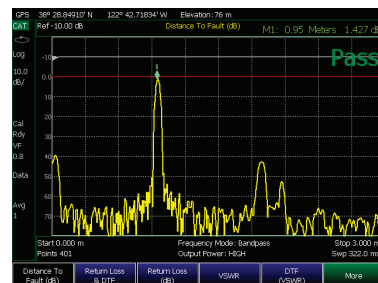 GPS 38° 28.84910' N 122° 42.71834' W Elevation: 76 m
CAT Ref -10.00 dB Distance To Fault (dB) M1: 0.95 Meters 1.427 d
Pass
Log
-10
10.0
dB/
0.0
1
10
20
Cal
Rdy
30
VF
0.8
40
Data
50
60
Avg
1
70
Start 0.000 m Frequency Mode: Bandpass Stop 3.000 m
Points 401 Output Power: HIGH Swp 322.0 m
Distance To Fault (dB)
Return Loss & DTF
Return Loss (dB)
VSWR
DTF (VSWR)
More